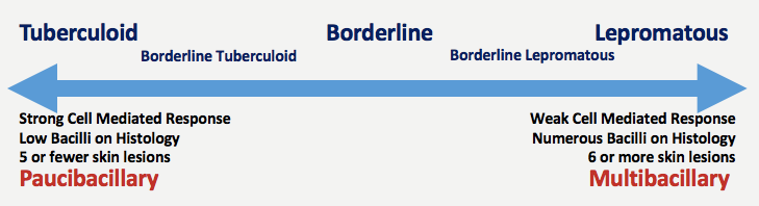 Tuberculoid Borderline Lepromatous
Borderline Tuberculoid Borderline Lepromatous
Strong Cell Mediated Response
Low Bacilli on Histology
5 or fewer skin lesions
Paucibacillary
Weak Cell Mediated Response
Numerous Bacilli on Histology
6 or more skin lesions
Multibacillary